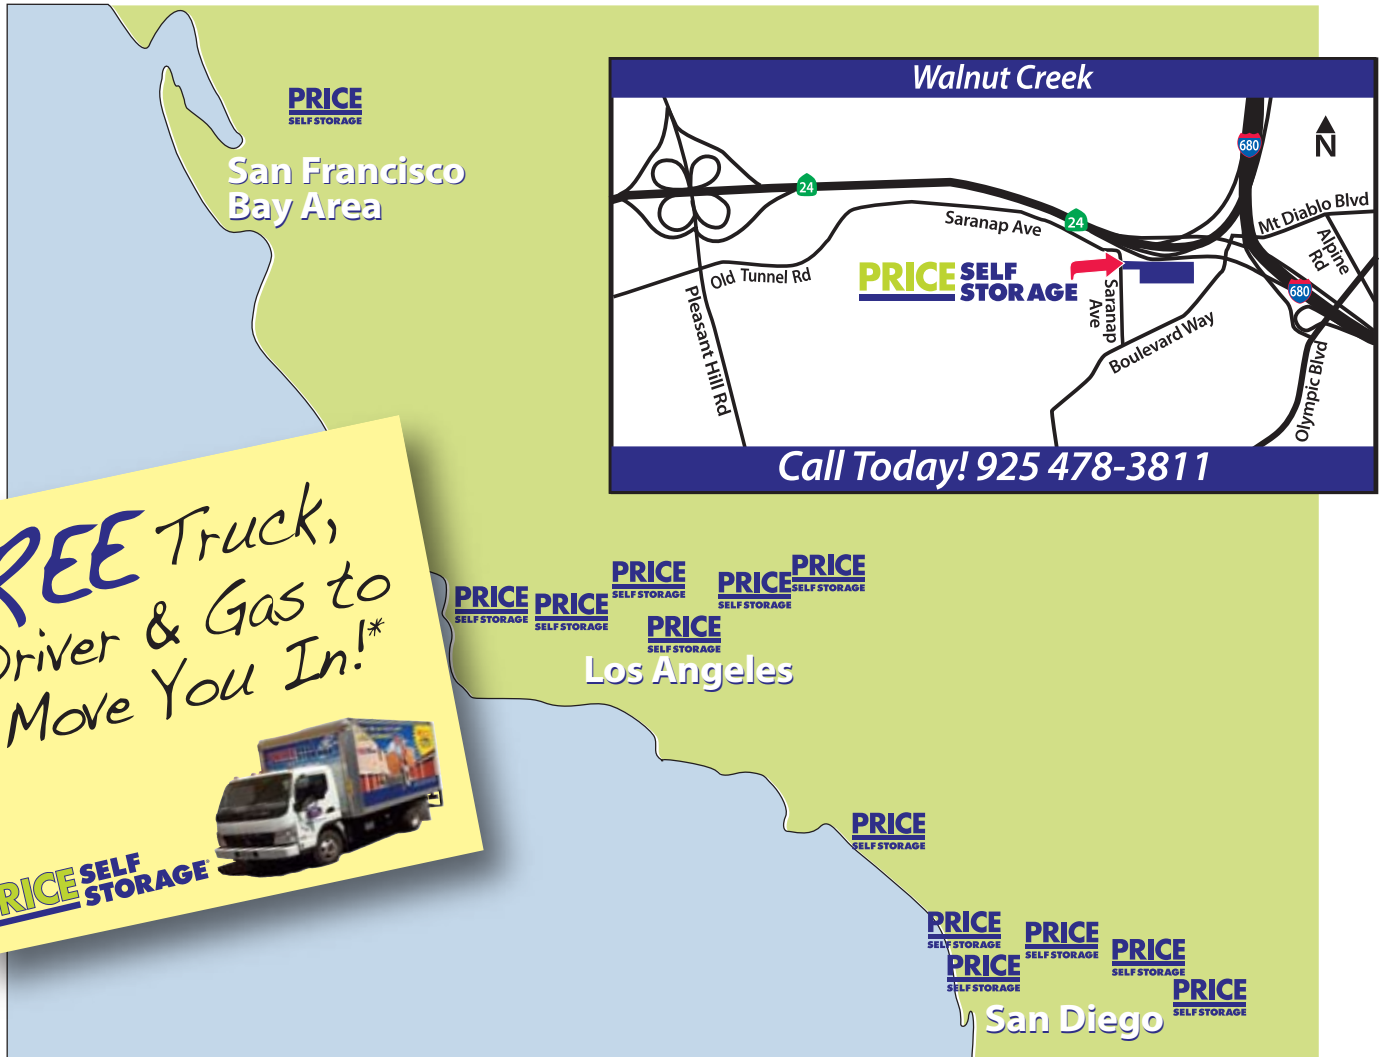 PRICE
SELF STORAGE
San Francisco
Bay Area
Walnut Creek
N
680
24
24
Mt Diablo Blvd
Alpine
Rd
Saranap Ave
Old Tunnel Rd
PRICE SELF
STORAGE
Saranap
Ave
680
Pleasant Hill Rd
Boulevard Way
Olympic Blvd
Call Today! 925 478-3811
REE Truck,
Driver & Gas to
Move You In!*
RICE SELF
STORAGE
PRICE
SELF STORAGE
PRICE
SELF STORAGE
PRICE
SELF STORAGE
PRICE
SELF STORAGE
PRICE
SELF STORAGE
PRICE
SELF STORAGE
Los Angeles
PRICE
SELF STORAGE
PRICE
SELF STORAGE
PRICE
SELF STORAGE
PRICE
SELF STORAGE
PRICE
SELF STORAGE
PRICE
SELF STORAGE
San Diego